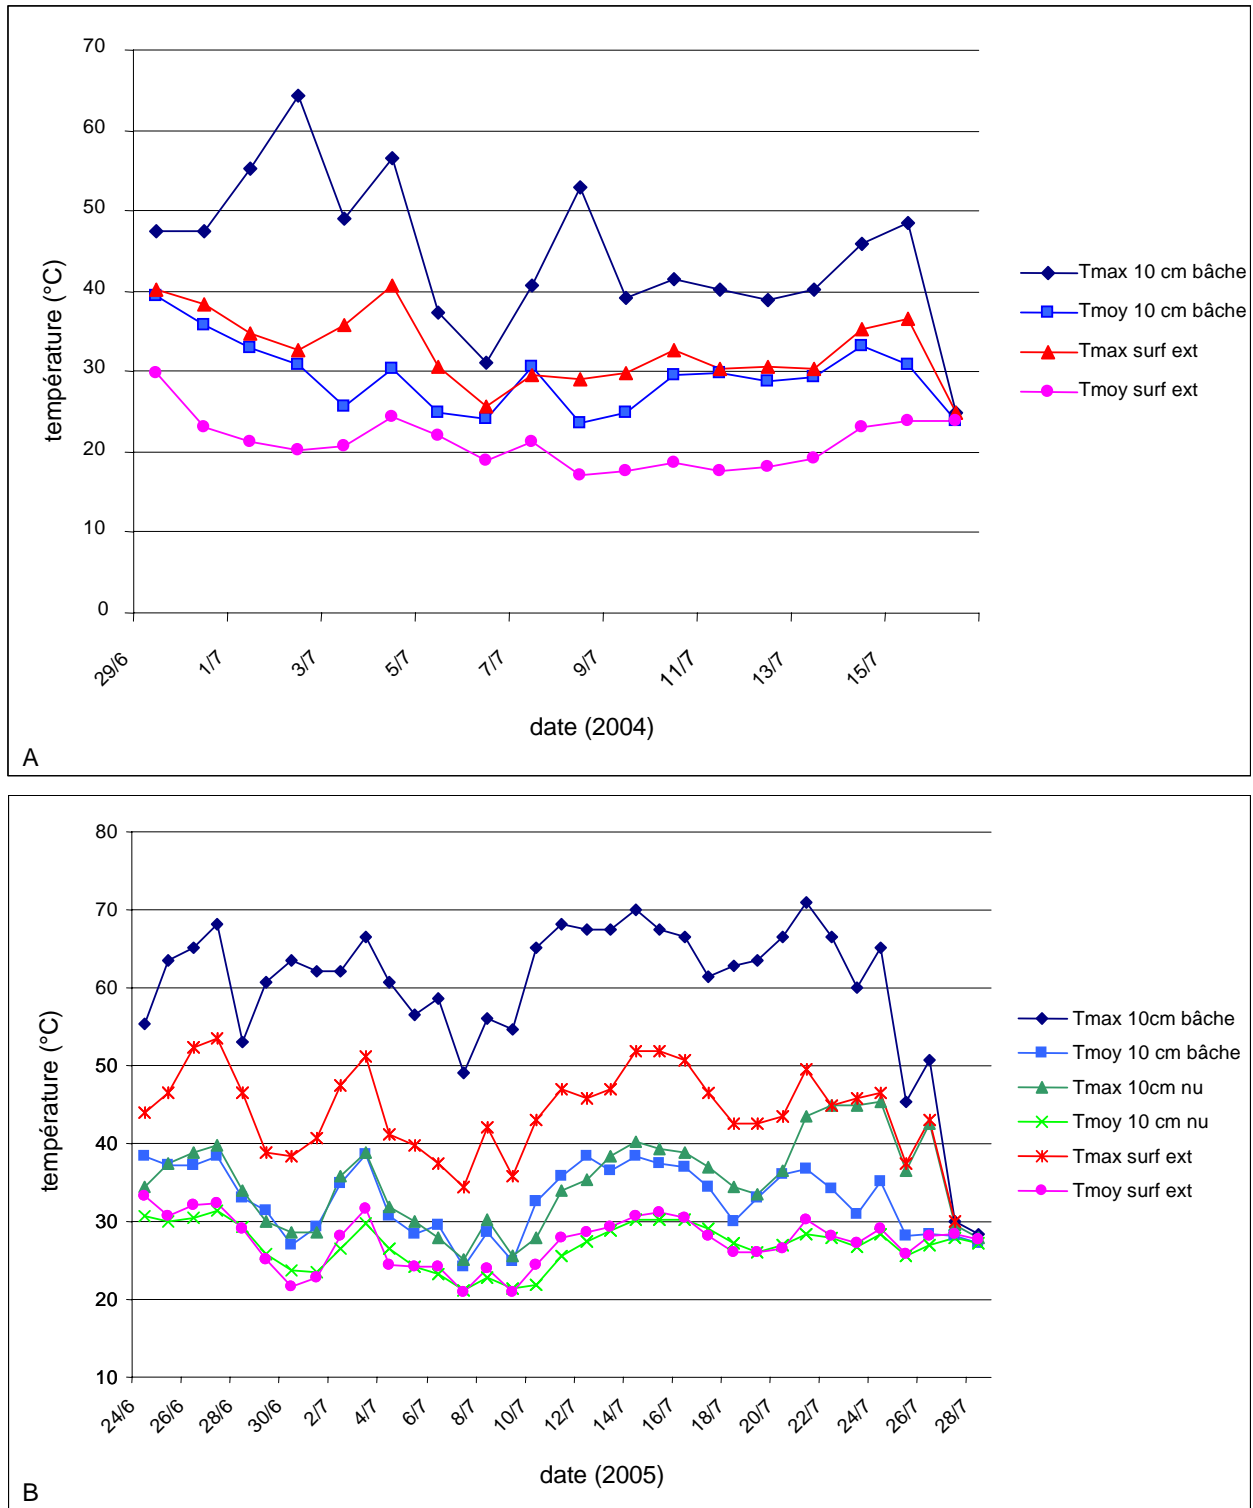 70
60
50
40
30
20
10
0
température (°C)
29/6 1/7 3/7 5/7 7/7 9/7 11/7 13/7 15/7
date (2004)
Tmax 10 cm bâche
Tmoy 10 cm bâche
Tmax surf ext
Tmoy surf ext
A
80
70
60
50
40
30
20
10
température (°C)
24/6 26/6 28/6 30/6 2/7 4/7 6/7 8/7 10/7 12/7 14/7 16/7 18/7 20/7 22/7 24/7 26/7 28/7
date (2005)
Tmax 10cm bâche
Tmoy 10 cm bâche
Tmax 10cm nu
Tmoy 10 cm nu
Tmax surf ext
Tmoy surf ext
B